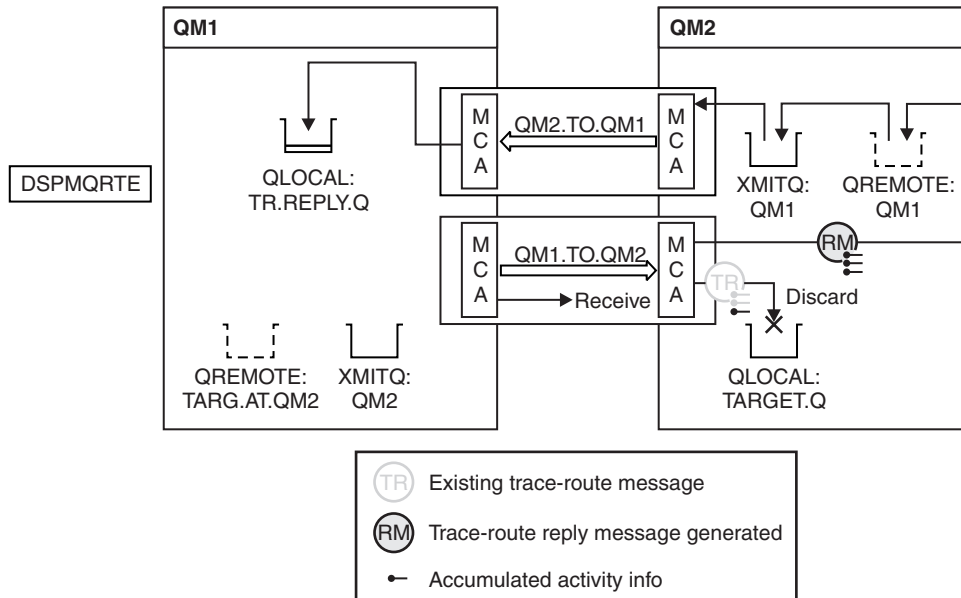 QM1
QM2
M
C
A
QM2.TO.QM1
M
C
A
DSPMQRTE
QLOCAL:
TR.REPLY.Q
XMITQ:
QM1
QREMOTE:
QM1
M
C
A
QM1.TO.QM2
Receive
M
C
A
RM
TR
Discard
QREMOTE:
TARG.AT.QM2
XMITQ:
QM2
QLOCAL:
TARGET.Q
TR Existing trace-route message
RM Trace-route reply message generated
Accumulated activity info